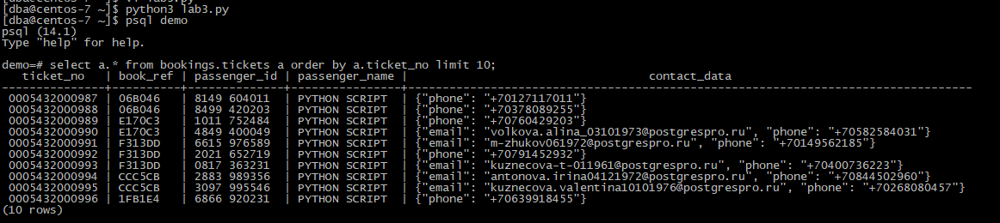 [dba@centos-7 ~]$ python3 lab3.py
[dba@centos-7 ~]$ psql demo
psql (14.1)
Type "help" for help.
demo=# select a.* from bookings.tickets a order by a.ticket_no limit 10;
ticket_no | book_ref | passenger_id | passenger_name | contact_data
---------------+----------+--------------+----------------+---------------------------------------------------------------------------------
0005432000987 | 06B046 | 8149 604011 | PYTHON SCRIPT | {"phone": "+70127117011"}
0005432000988 | 06B046 | 8499 420203 | PYTHON SCRIPT | {"phone": "+70378089255"}
0005432000989 | E170C3 | 1011 752484 | PYTHON SCRIPT | {"phone": "+70760429203"}
0005432000990 | E170C3 | 4849 400049 | PYTHON SCRIPT | {"email": "volkova.alina_03101973@postgrespro.ru", "phone": "+70582584031"}
0005432000991 | F313DD | 6615 976589 | PYTHON SCRIPT | {"email": "m-zhukov061972@postgrespro.ru", "phone": "+70149562185"}
0005432000992 | F313DD | 2021 652719 | PYTHON SCRIPT | {"phone": "+70791452932"}
0005432000993 | F313DD | 0817 363231 | PYTHON SCRIPT | {"email": "kuznecova-t-011961@postgrespro.ru", "phone": "+70400736223"}
0005432000994 | CCC5CB | 2883 989356 | PYTHON SCRIPT | {"email": "antonova.irina04121972@postgrespro.ru", "phone": "+70844502960"}
0005432000995 | CCC5CB | 3097 995546 | PYTHON SCRIPT | {"email": "kuznecova.valentina10101976@postgrespro.ru", "phone": "+70268080457"}
0005432000996 | 1FB1E4 | 6866 920231 | PYTHON SCRIPT | {"phone": "+70639918455"}
(10 rows)